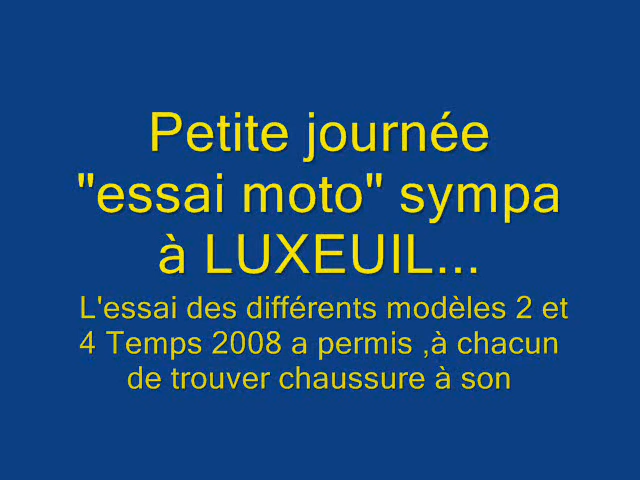 Petite journée
"essai moto" sympa
à LUXEUIL...
L'essai des différents modèles 2 et
4 Temps 2008 a permis ,à chacun
de trouver chaussure à son